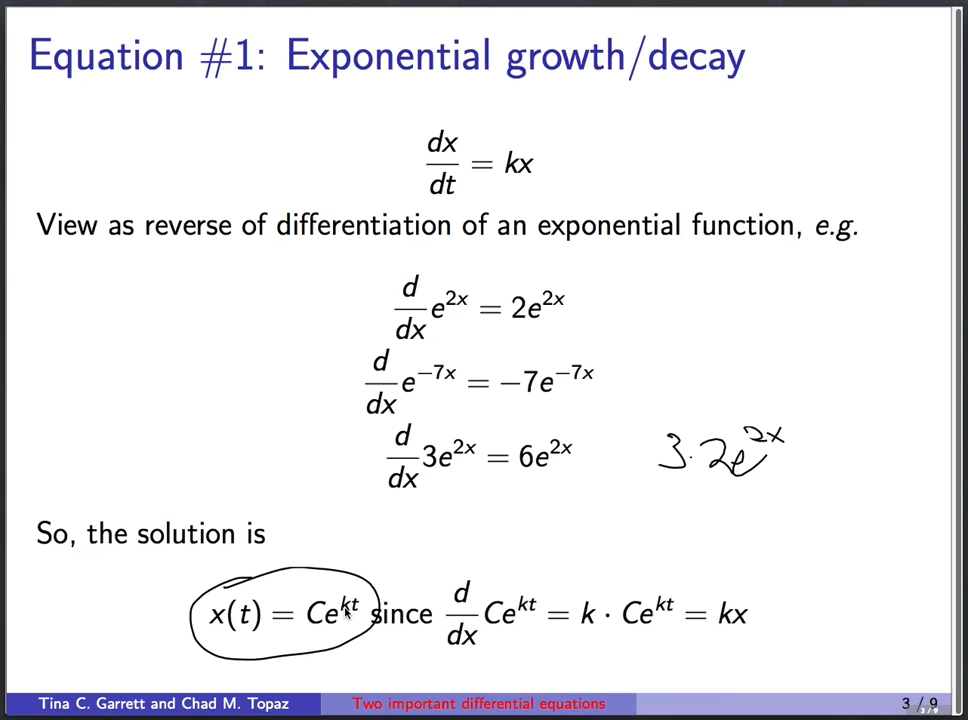 Equation #1: Exponential growth/decay
dx/dt = kx
View as reverse of differentiation of an exponential function, e.g.
d/dx e^{2x} = 2e^{2x}
d/dx e^{−7x} = −7e^{−7x}
d/dx 3e^{2x} = 6e^{2x} 3·2e^{2x}
So, the solution is
x(t) = Ce^{kt} since d/dx Ce^{kt} = k · Ce^{kt} = kx
Tina C. Garrett and Chad M. Topaz Two important differential equations 3 / 9
3 / 9